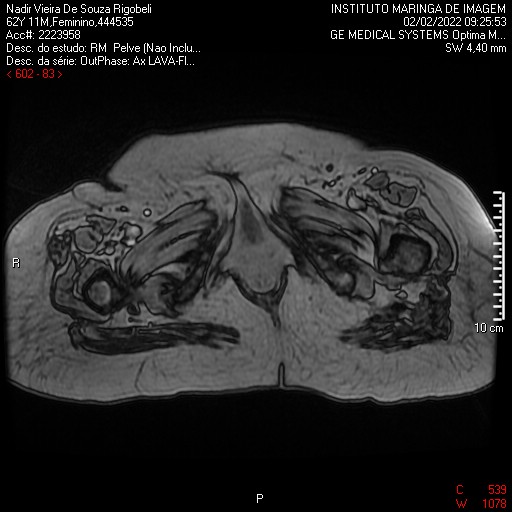 Nadir Vieira De Souza Rigobeli
62Y 11M,Feminino,444535
Acc#: 2223958
Desc. do estudo: RM Pelve (Nao Inclu...
Desc. da série: OutPhase: Ax LAVA-Fl...
< 602 - 83 >
INSTITUTO MARINGA DE IMAGEM
02/02/2022 09:25:53
GE MEDICAL SYSTEMS Optima M...
SW 4,40 mm
R
10 cm
P
C 539
W 1078